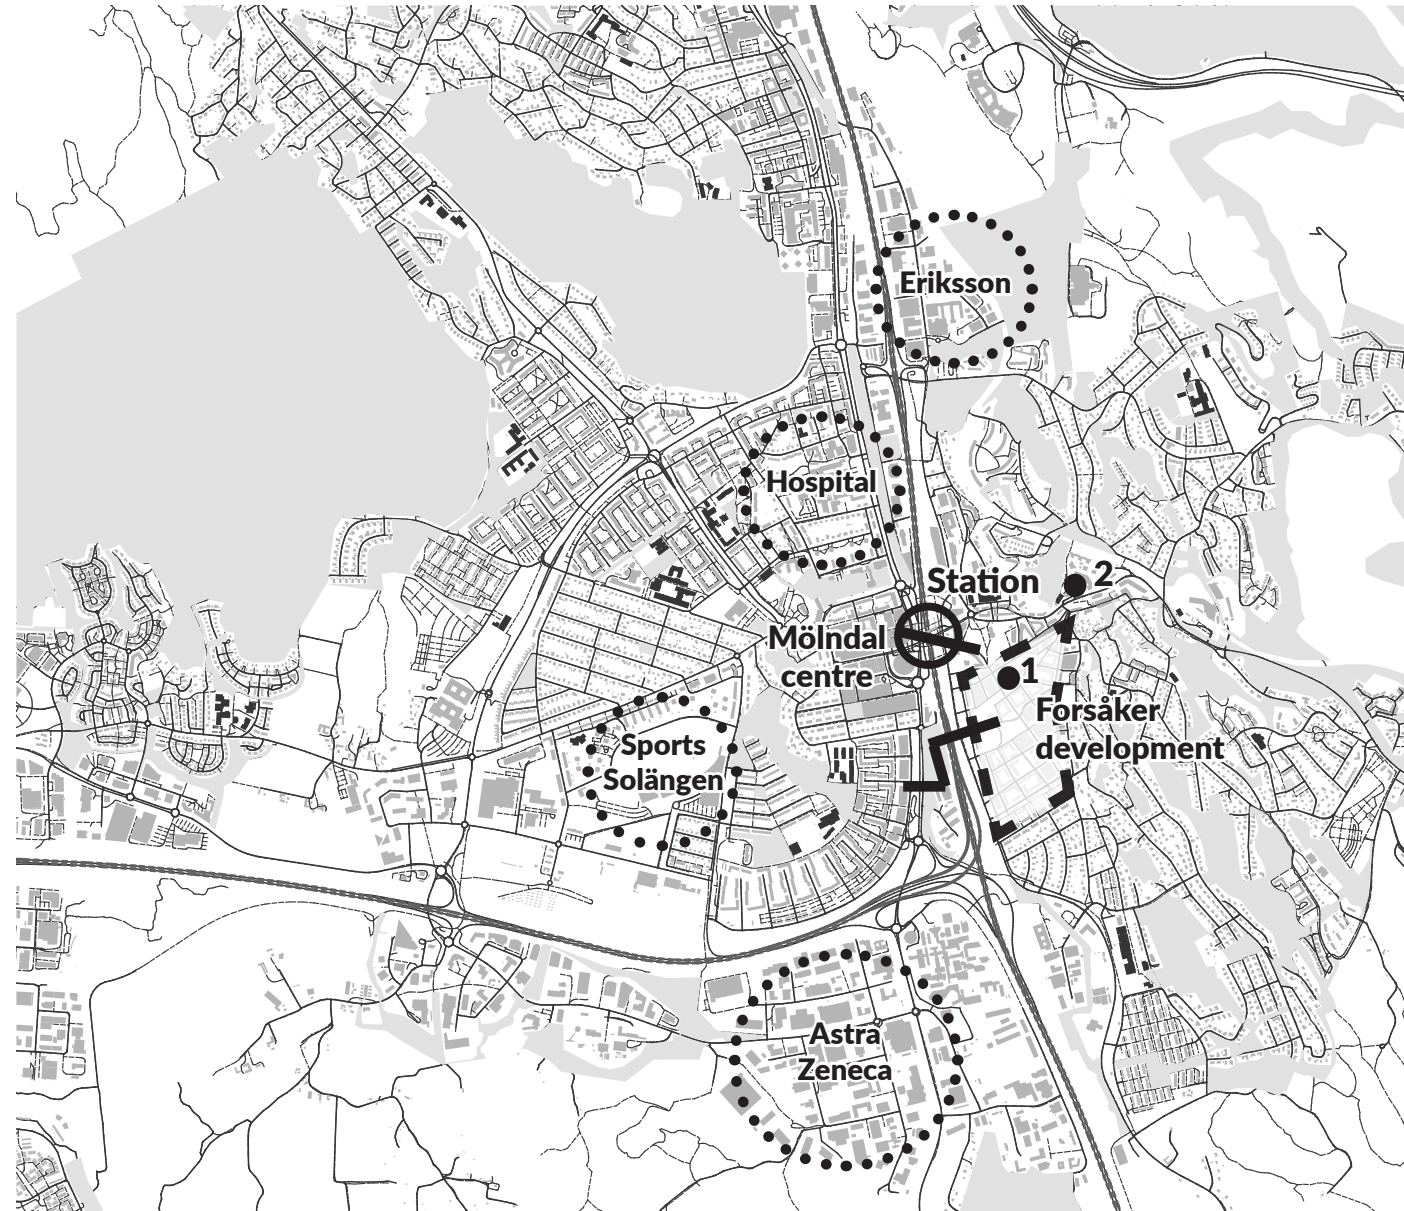 Eriksson
Hospital
Station
2
Mölndal
centre
1
Forsåker
development
Sports
Solängen
Astra
Zeneca